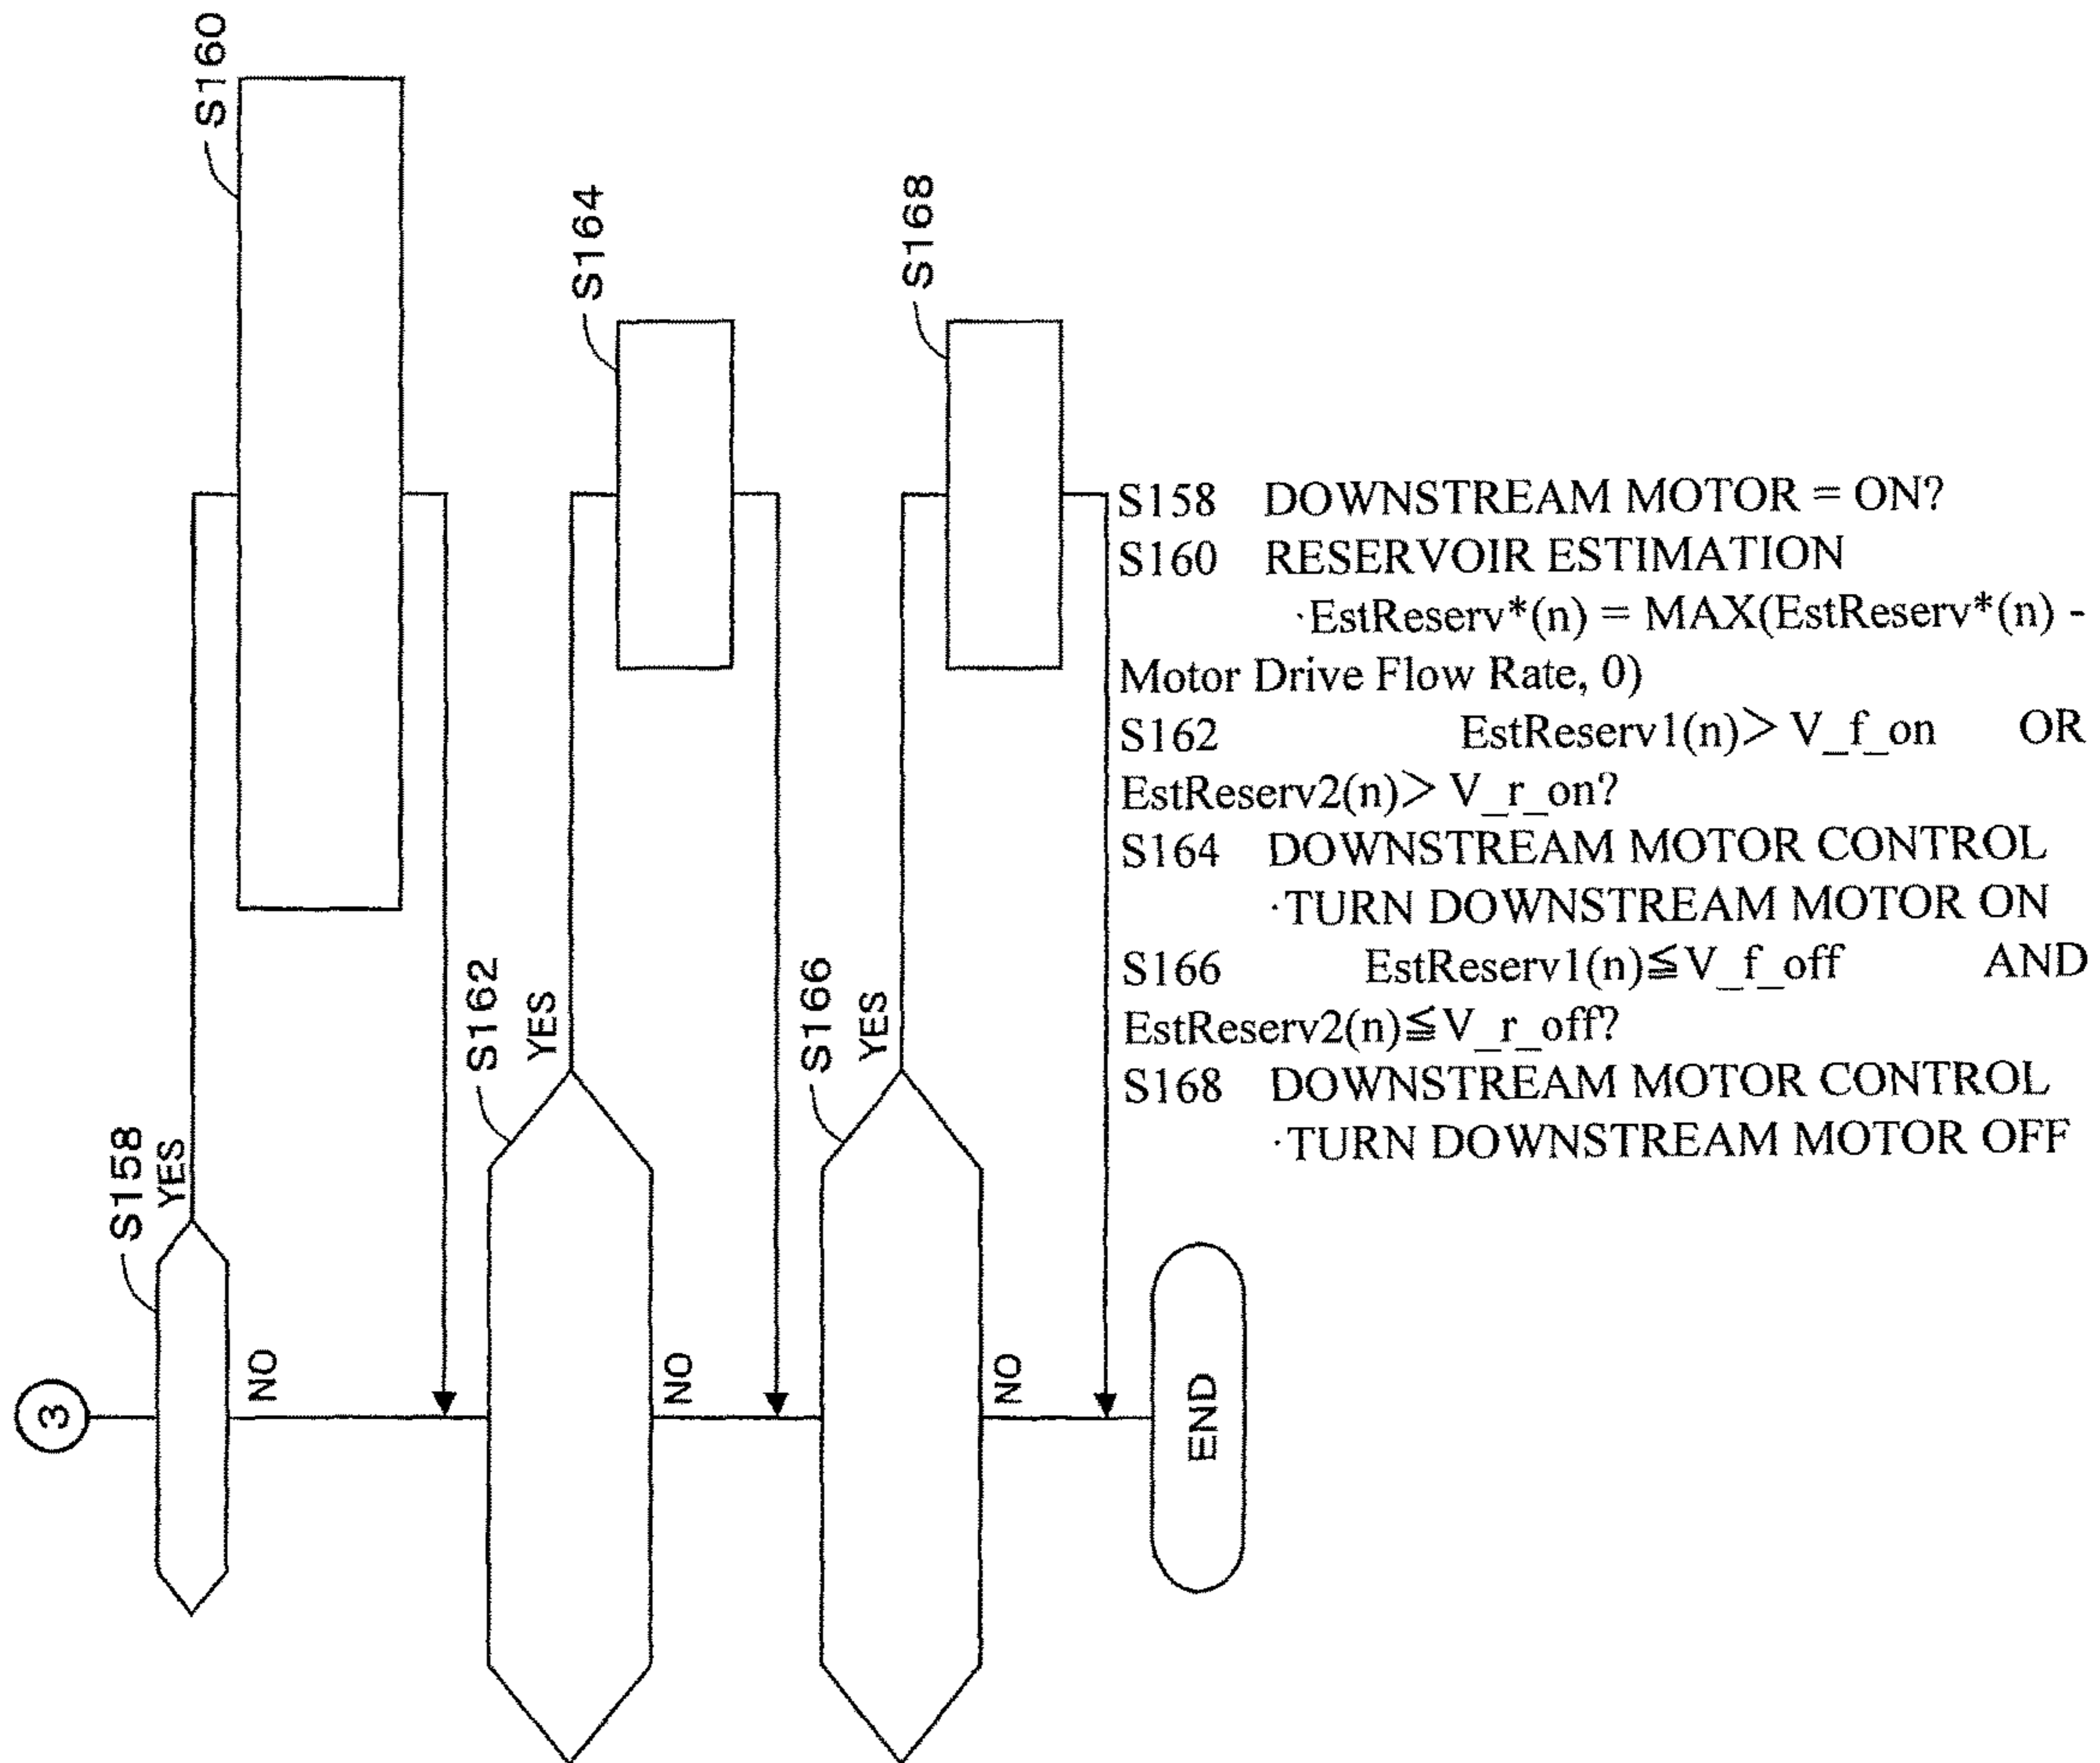 3
S158
YES
NO
S160
S162
YES
NO
S164
S166
YES
NO
S168
END
S158 DOWNSTREAM MOTOR = ON?
S160 RESERVOIR ESTIMATION
·EstReserv*(n) = MAX(EstReserv*(n) -
Motor Drive Flow Rate, 0)
S162 EstReserv1(n)> V_f_on OR
EstReserv2(n)> V_r_on?
S164 DOWNSTREAM MOTOR CONTROL
·TURN DOWNSTREAM MOTOR ON
S166 EstReserv1(n)≦V_f_off AND
EstReserv2(n)≦V_r_off?
S168 DOWNSTREAM MOTOR CONTROL
·TURN DOWNSTREAM MOTOR OFF